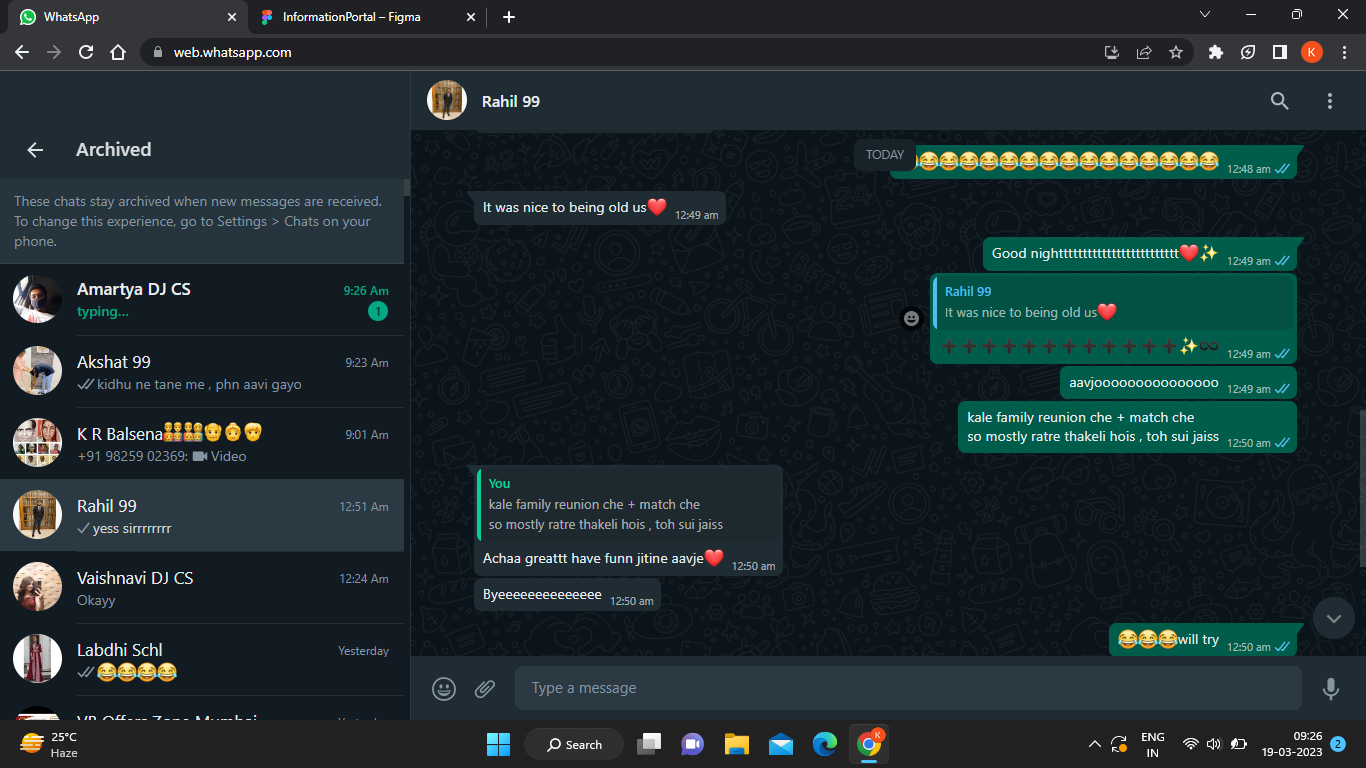 WhatsApp
InformationPortal – Figma
web.whatsapp.com
K
Archived
These chats stay archived when new messages are received.
To change this experience, go to Settings > Chats on your
phone.
Amartya DJ CS
9:26 Am
typing...
1
Akshat 99
9:23 Am
kidhu ne tane me , phn aavi gayo
K R Balsena
9:01 Am
+91 98259 02369: Video
Rahil 99
12:51 Am
yess sirrrrrrrr
Vaishnavi DJ CS
12:24 Am
Okayy
Labdhi Schl
Yesterday
😂😂😂😂
VR Offers Zone Mumbai
Yesterday
Rahil 99
TODAY
😂😂😂😂😂😂😂😂😂😂😂😂😂😂😂 12:48 am
It was nice to being old us❤️ 12:49 am
Good nighttttttttttttttttttttttttt❤️✨ 12:49 am
Rahil 99
It was nice to being old us❤️
➕➕➕➕➕➕➕➕➕➕➕➕✨♾ 12:49 am
aavjooooooooooooooo 12:49 am
kale family reunion che + match che
so mostly ratre thakeli hois , toh sui jaiss 12:50 am
You
kale family reunion che + match che
so mostly ratre thakeli hois , toh sui jaiss
Achaa greattt have funn jitine aavje❤️ 12:50 am
Byeeeeeeeeeeeeee 12:50 am
😂😂😂will try 12:50 am
Type a message
25°C
Haze
Search
K
ENG
IN
09:26
19-03-2023
2